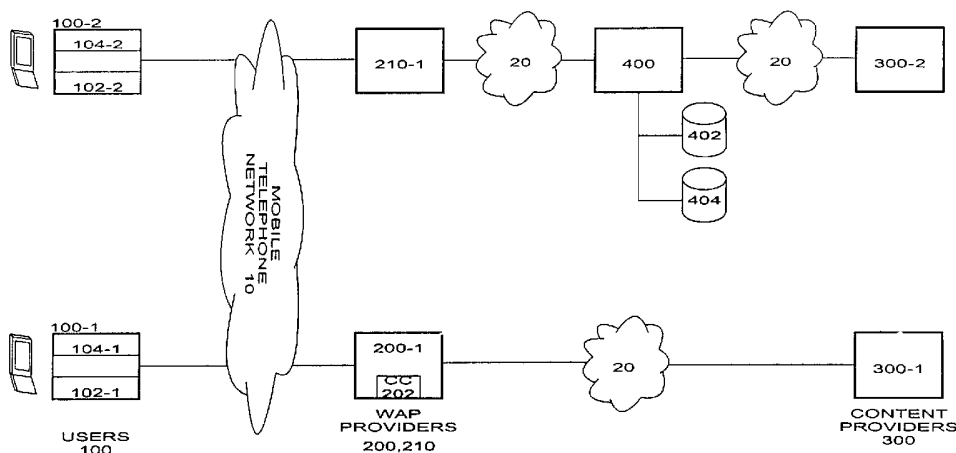 100-2
104-2
102-2
210-1
20
400
20
300-2
402
404
MOBILE
TELEPHONE
NETWORK 10
100-1
104-1
102-1
200-1
CC
202
20
300-1
USERS
100
WAP
PROVIDERS
200,210
CONTENT
PROVIDERS
300